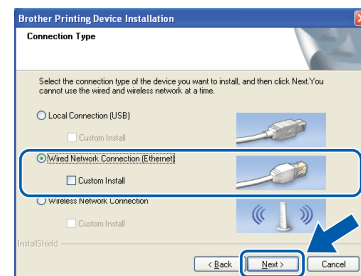 Brother Printing Device Installation
Connection Type
Select the connection type of the device you want to install, and then click Next.You
cannot use the wired and wireless network at a time.
Local Connection (USB)
Custom Install
Wired Network Connection (Ethernet)
Custom Install
Wireless Network Connection
Custom Install
InstallShield
< Back
Next >
Cancel